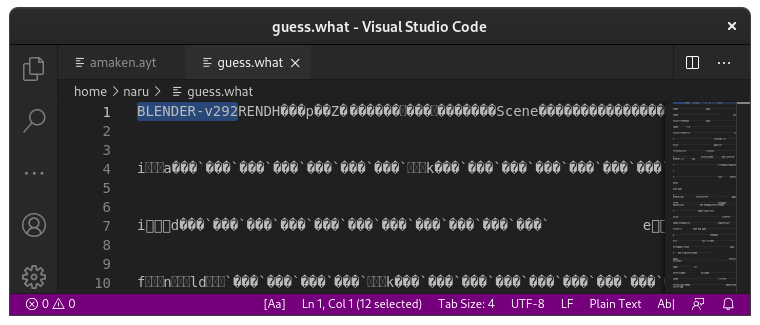 guess.what - Visual Studio Code ×
amaken.ayt guess.what × ...
home > naru > guess.what
1 BLENDER-v292RENDH���p��Z�
Scene
2
3
4 i a���`���`���`���`���`���`���` k���`���`���`���`���`���
5
6
7 i d���`���`���`���`���`���`���`���`���`���`���` e
8
9
10 f n ld `���`���`���`���` k���`���`���`���`���`���`���
0 0 [Aa] Ln 1, Col 1 (12 selected) Tab Size: 4 UTF-8 LF Plain Text Ab|